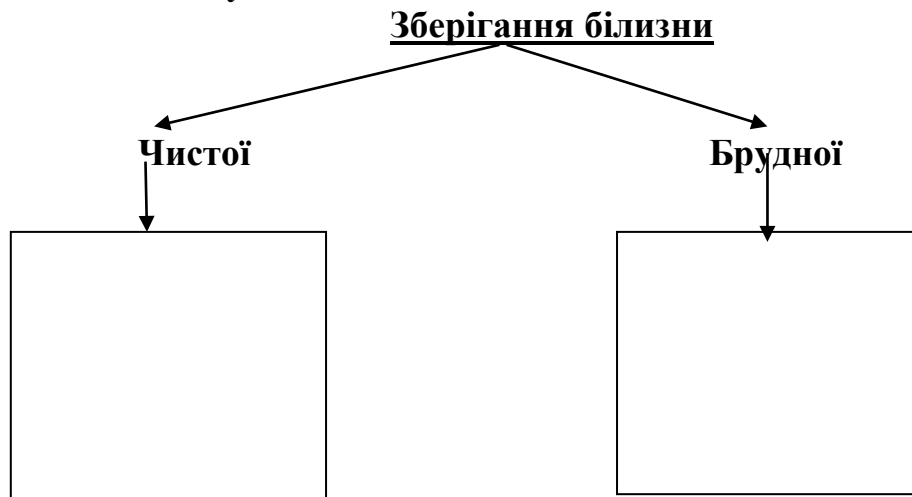 Зберігання білизни
Чистої
Брудної